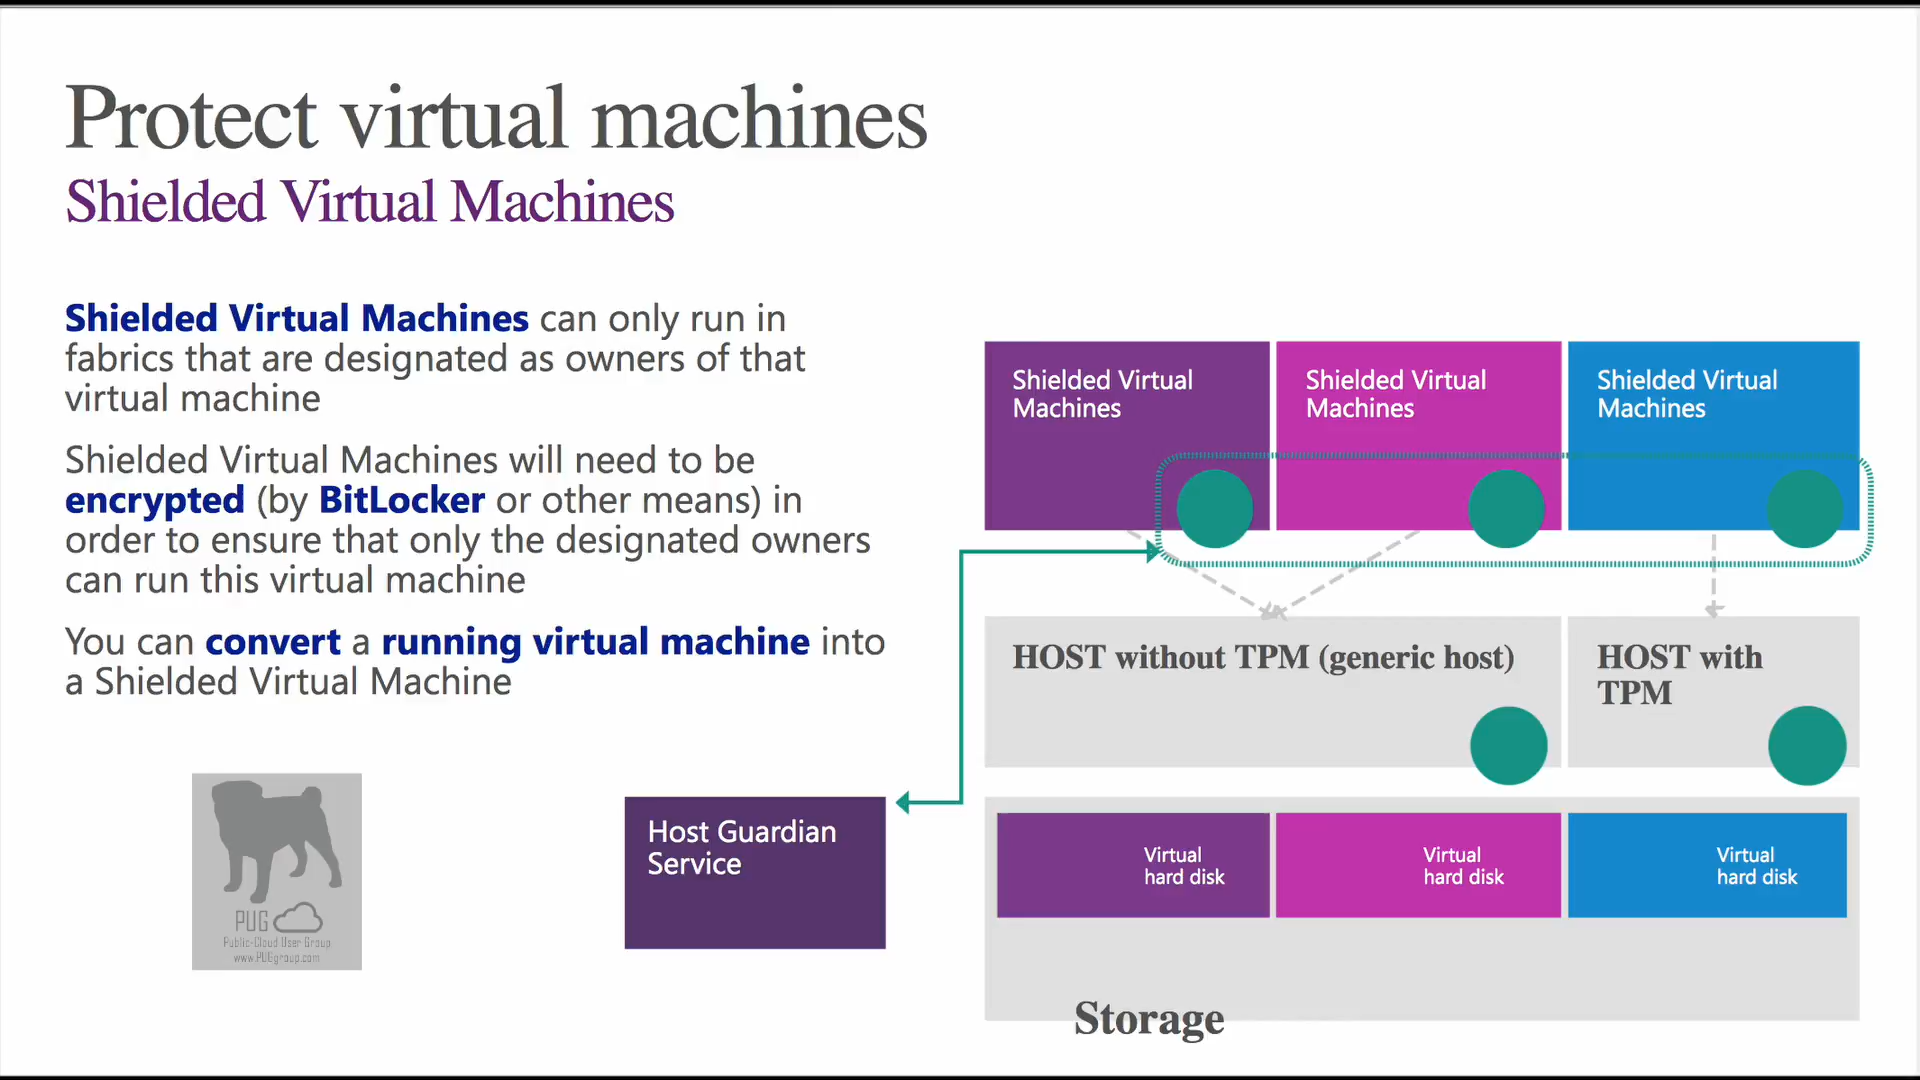 Protect virtual machines
Shielded Virtual Machines
Shielded Virtual Machines can only run in
fabrics that are designated as owners of that
virtual machine
Shielded Virtual Machines will need to be
encrypted (by BitLocker or other means) in
order to ensure that only the designated owners
can run this virtual machine
You can convert a running virtual machine into
a Shielded Virtual Machine
PUG
Public-Cloud User Group
www.PUGgroup.com
Host Guardian
Service
Shielded Virtual
Machines
Shielded Virtual
Machines
Shielded Virtual
Machines
HOST without TPM (generic host)
HOST with
TPM
Virtual
hard disk
Virtual
hard disk
Virtual
hard disk
Storage